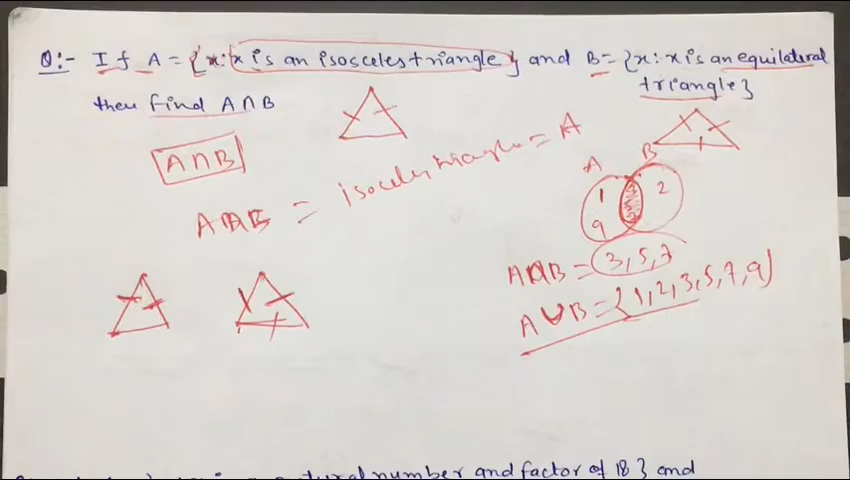 Q:- If A = {x: x is an isosceles triangle} and B = {x: x is an equilateral
triangle}
then find A∩B
A∩B
A∩B = isoceles triangle = A
A B
1 3 5 7 2
9
A∩B = 3, 5, 7
A∪B = {1, 2, 3, 5, 7, 9}
natural number and factor of 18} and